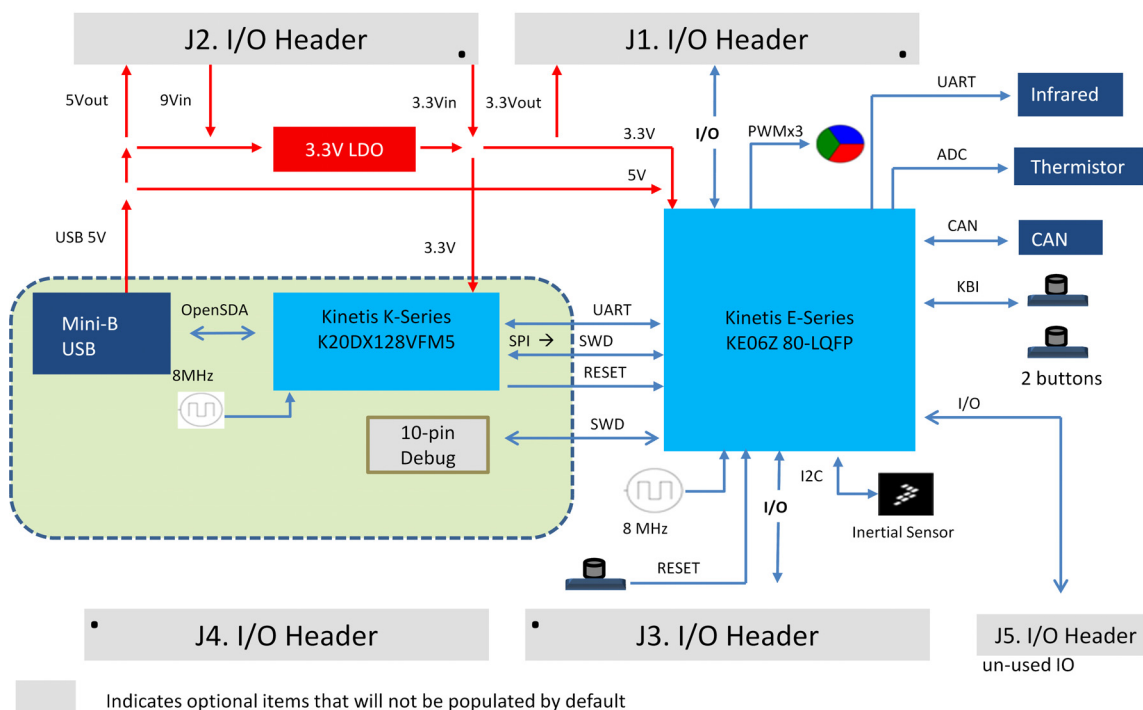 J2. I/O Header
J1. I/O Header
5Vout
9Vin
3.3Vin
3.3Vout
I/O
UART
Infrared
PWMx3
3.3V
ADC
Thermistor
3.3V LDO
5V
USB 5V
3.3V
CAN
CAN
KBI
Mini-B
USB
OpenSDA
8MHz
Kinetis K-Series
K20DX128VFM5
UART
SPI → SWD
RESET
Kinetis E-Series
KE06Z 80-LQFP
2 buttons
I/O
10-pin
Debug
SWD
8 MHz
I/O
I2C
Inertial Sensor
RESET
J4. I/O Header
J3. I/O Header
J5. I/O Header
un-used IO
Indicates optional items that will not be populated by default